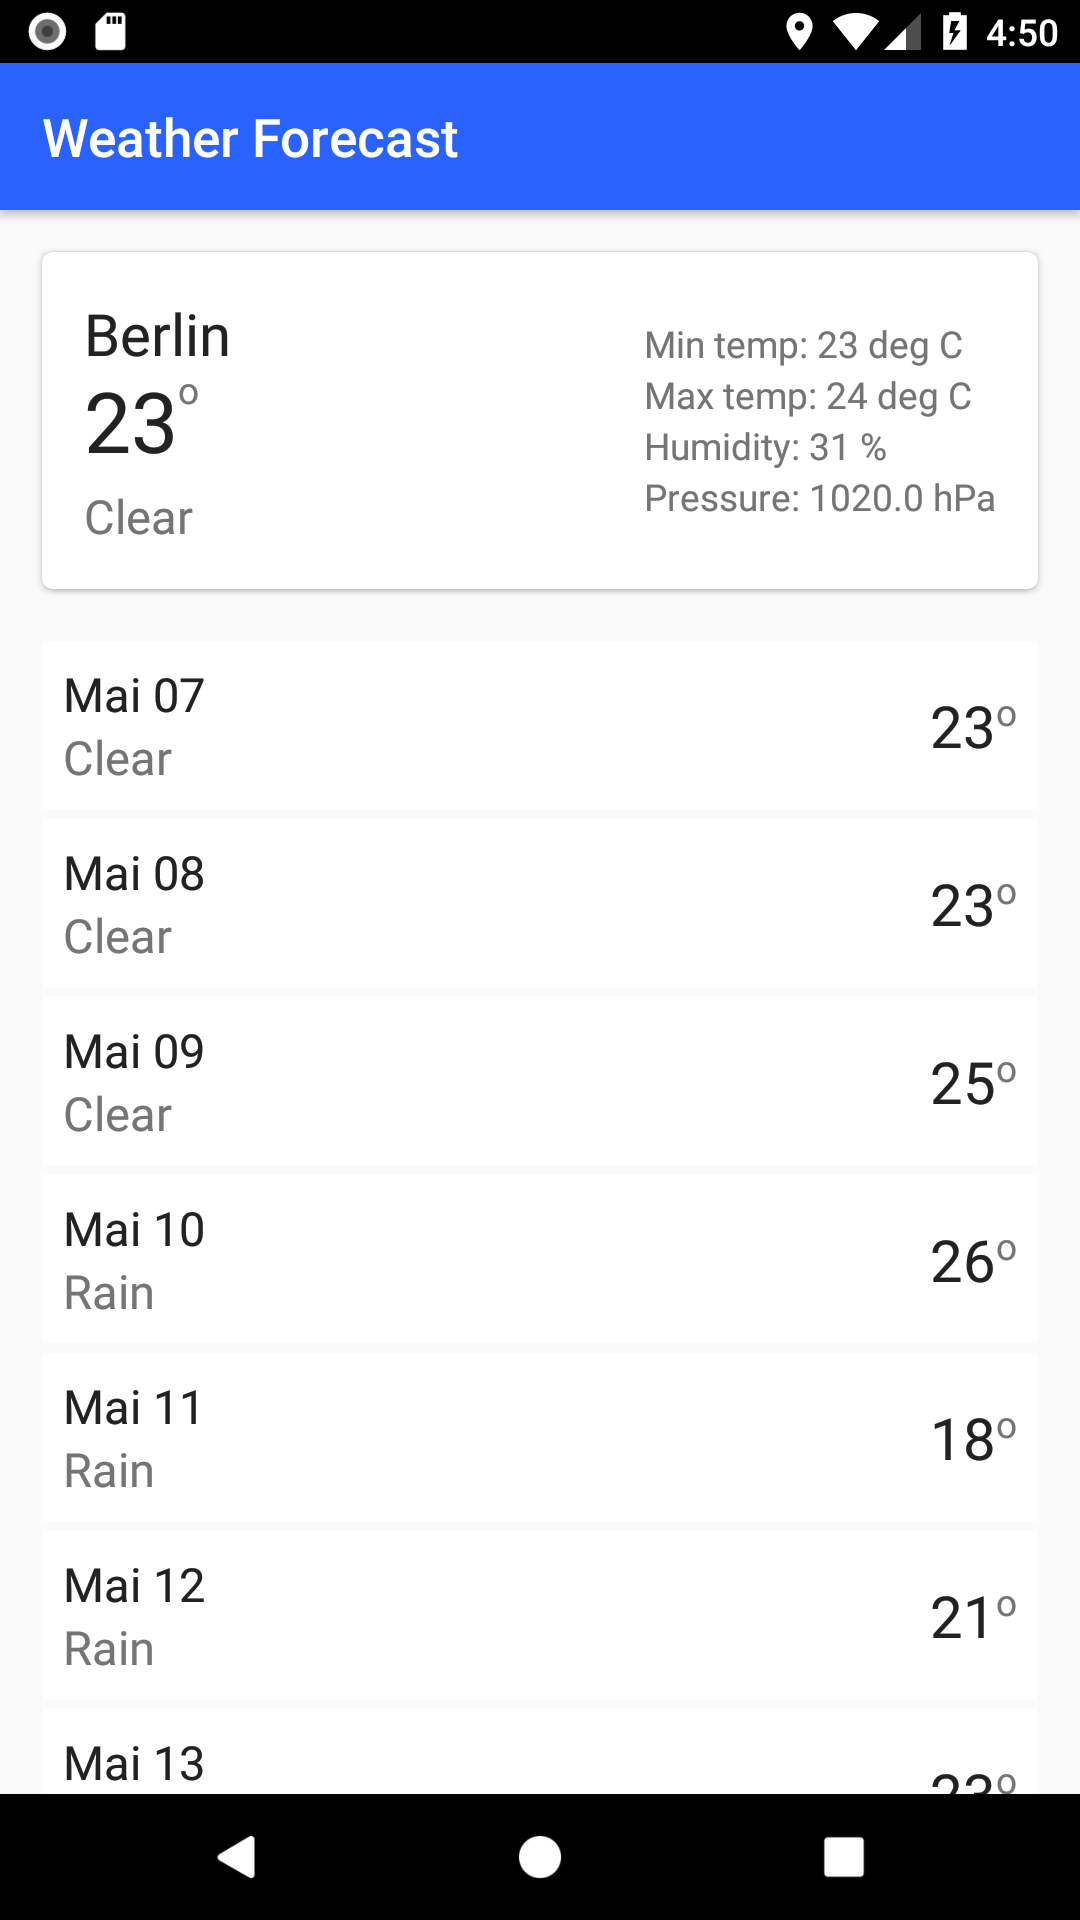 4:50
Weather Forecast
Berlin
23°
Clear
Min temp: 23 deg C
Max temp: 24 deg C
Humidity: 31 %
Pressure: 1020.0 hPa
Mai 07
Clear
23°
Mai 08
Clear
23°
Mai 09
Clear
25°
Mai 10
Rain
26°
Mai 11
Rain
18°
Mai 12
Rain
21°
Mai 13
23°